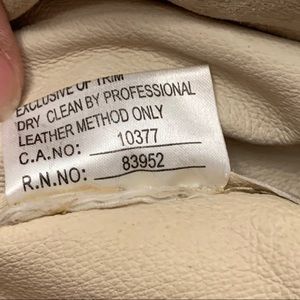 EXCLUSIVE OF TRIM
DRY CLEAN BY PROFESSIONAL
LEATHER METHOD ONLY
C.A.NO: 10377
R.N.NO: 83952